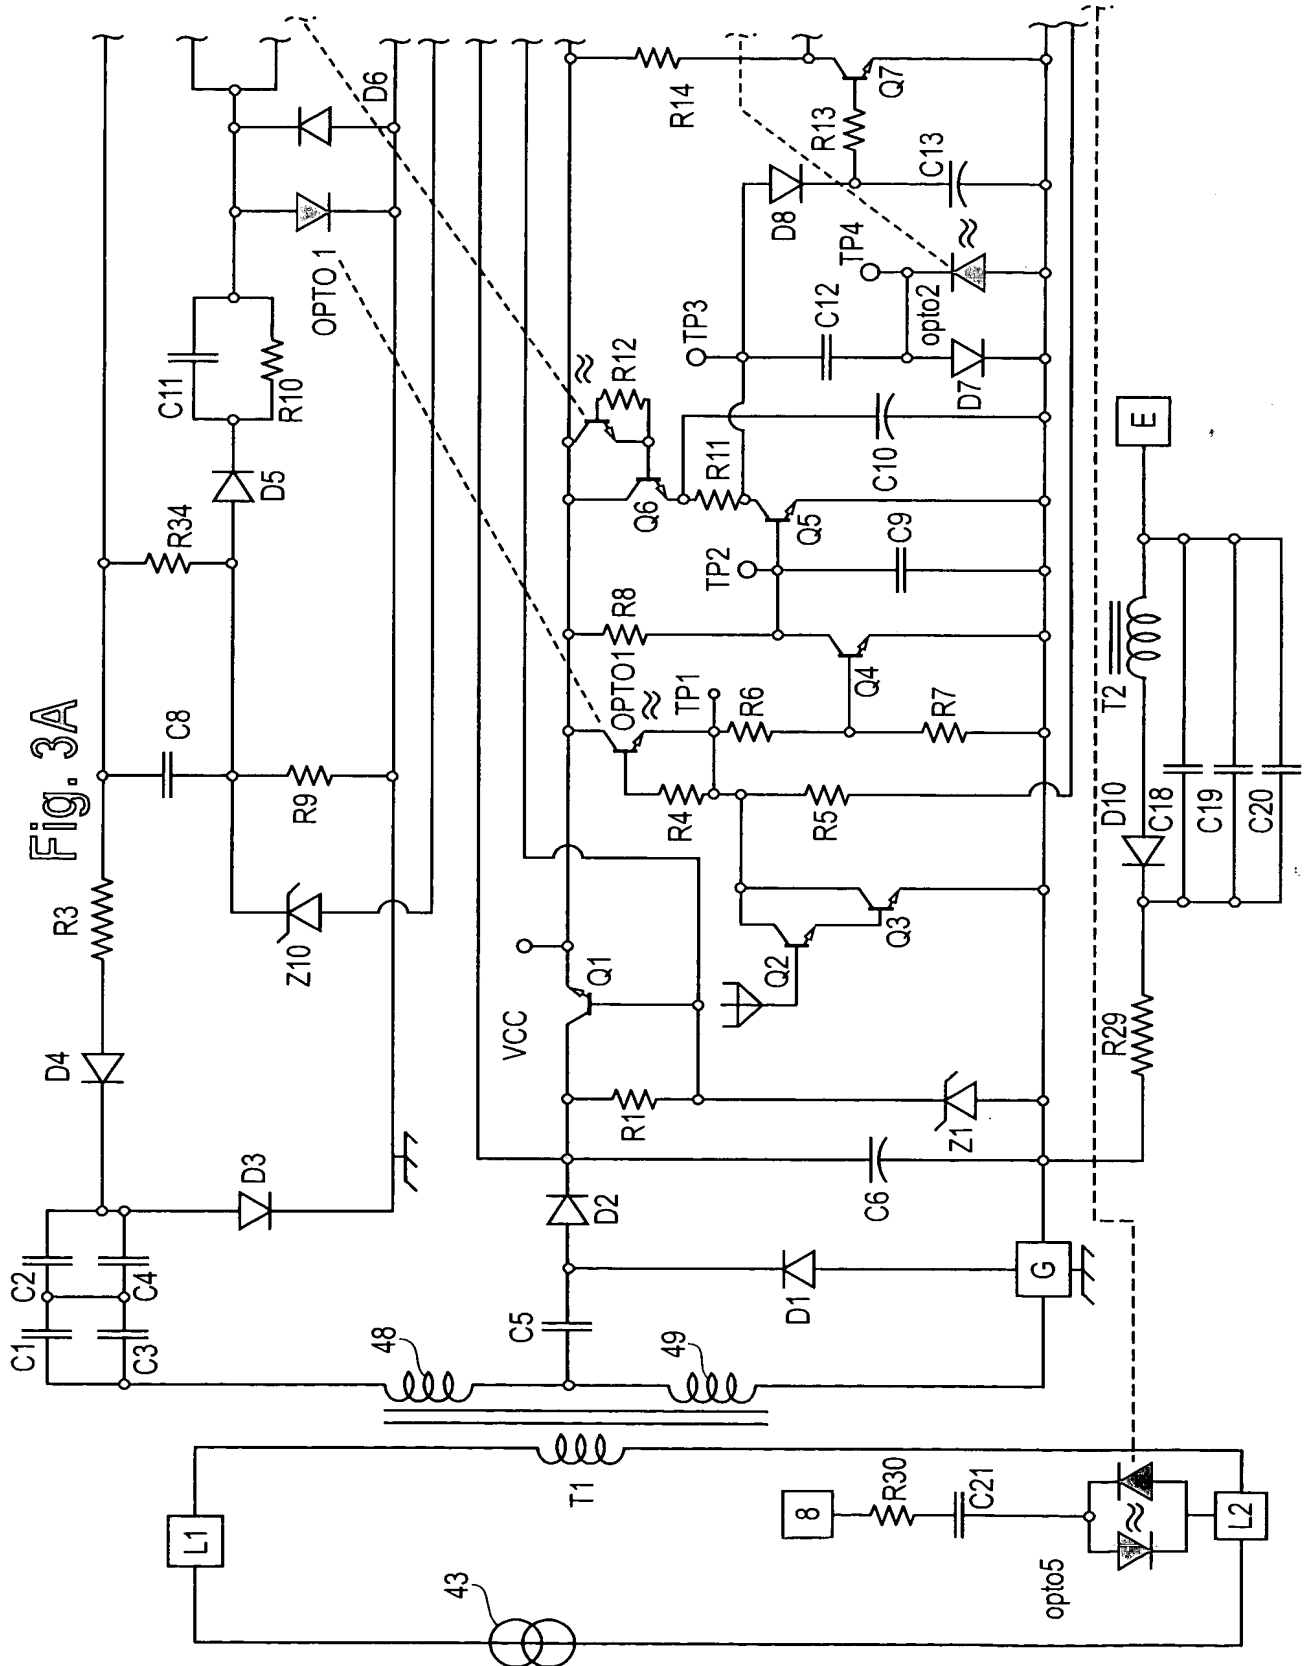 Fig. 3A
C1
C2
C3
C4
D3
D4
R3
C8
R9
Z10
R34
D5
C11
R10
OPTO 1
D6
L1
43
T1
48
49
C5
D2
D1
VCC
Q1
R1
C6
Z1
G
Q2
Q3
R4
R5
OPTO1
TP1
R6
R7
R8
Q4
TP2
C9
Q5
Q6
R11
R12
C10
TP3
C12
D7
TP4
opto2
D8
C13
R13
R14
Q7
8
R30
C21
opto5
L2
R29
D10
T2
C18
C19
C20
E